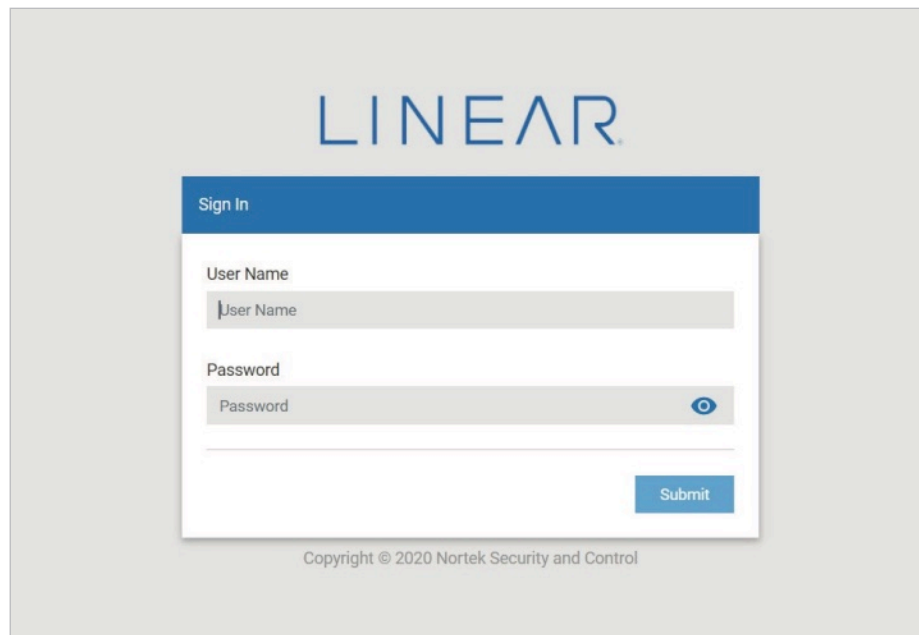 LINEAR®
Sign In
User Name
User Name
Password
Password
Submit
Copyright © 2020 Nortek Security and Control